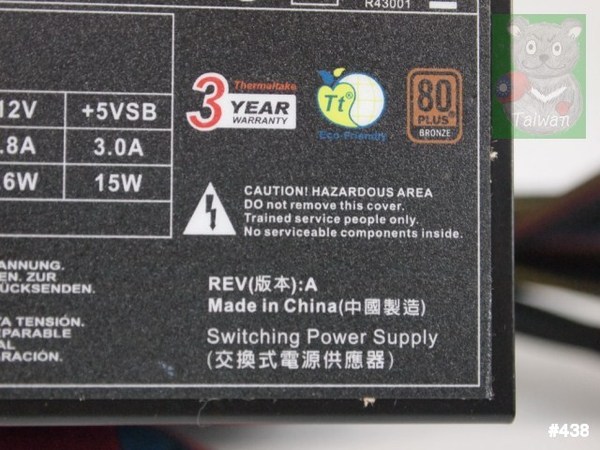 R43001
Taiwan
Thermaltake
3 YEAR
WARRANTY
Tt®
Eco-Friendly
80
PLUS®
BRONZE
12V +5VSB
.8A 3.0A
6W 15W
CAUTION! HAZARDOUS AREA
DO not remove this cover.
Trained service people only.
No serviceable components inside.
ANNUNG.
EN. ZUR
ÜCKSENDEN.
REV(版本):A
Made in China(中國製造)
A TENSIÓN.
PARABLE
AL
RACIÓN.
Switching Power Supply
(交換式電源供應器)
#438